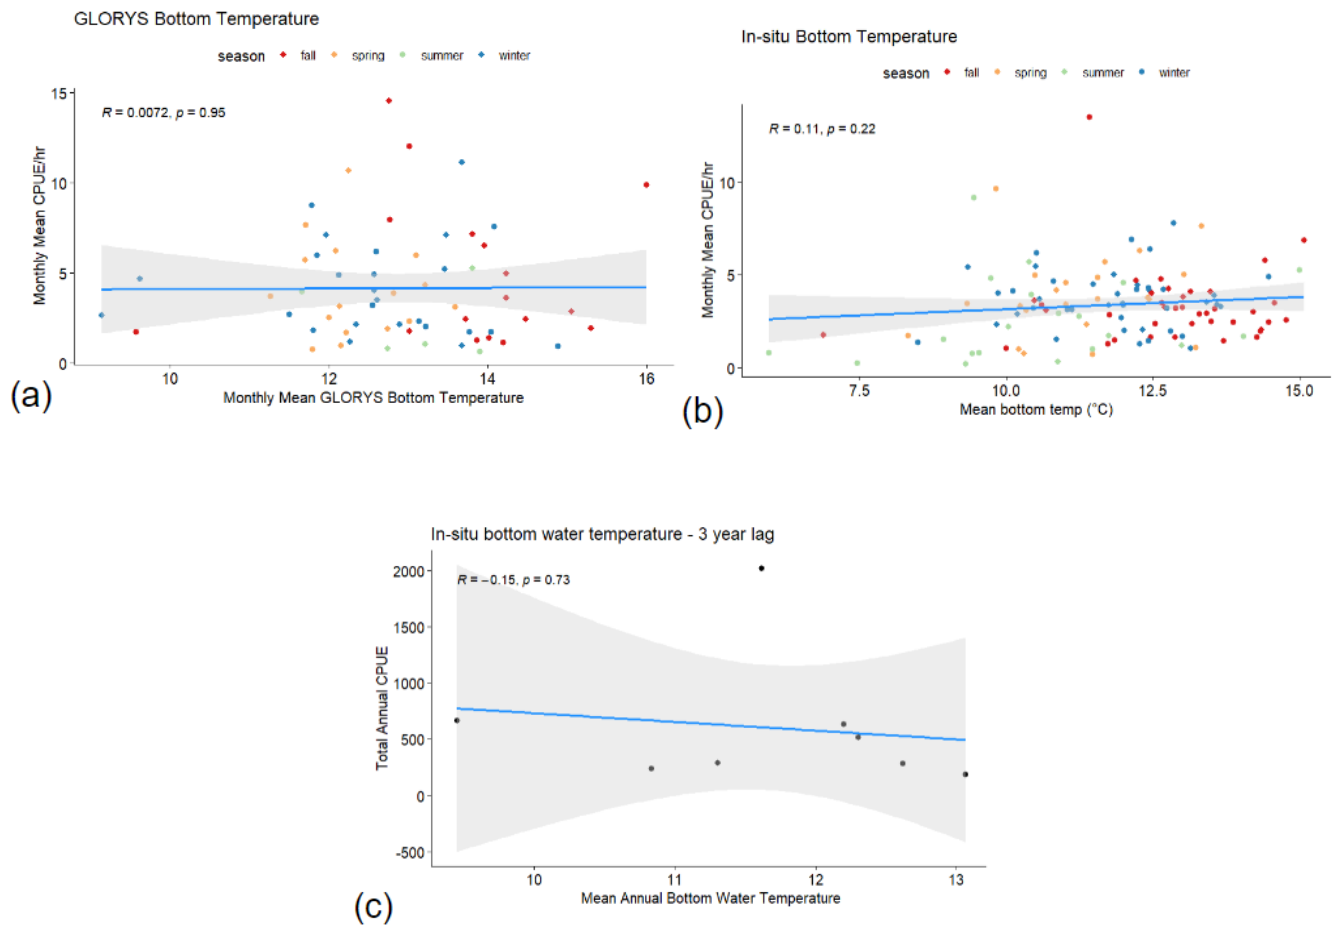 GLORYS Bottom Temperature
season fall spring summer winter
R = 0.0072, p = 0.95
Monthly Mean CPUE/hr
15
10
5
0
10 12 14 16
Monthly Mean GLORYS Bottom Temperature
(a)
In-situ Bottom Temperature
season fall spring summer winter
R = 0.11, p = 0.22
Monthly Mean CPUE/hr
10
5
0
7.5 10.0 12.5 15.0
Mean bottom temp (°C)
(b)
In-situ bottom water temperature - 3 year lag
R = −0.15, p = 0.73
Total Annual CPUE
2000
1500
1000
500
0
-500
10 11 12 13
Mean Annual Bottom Water Temperature
(c)